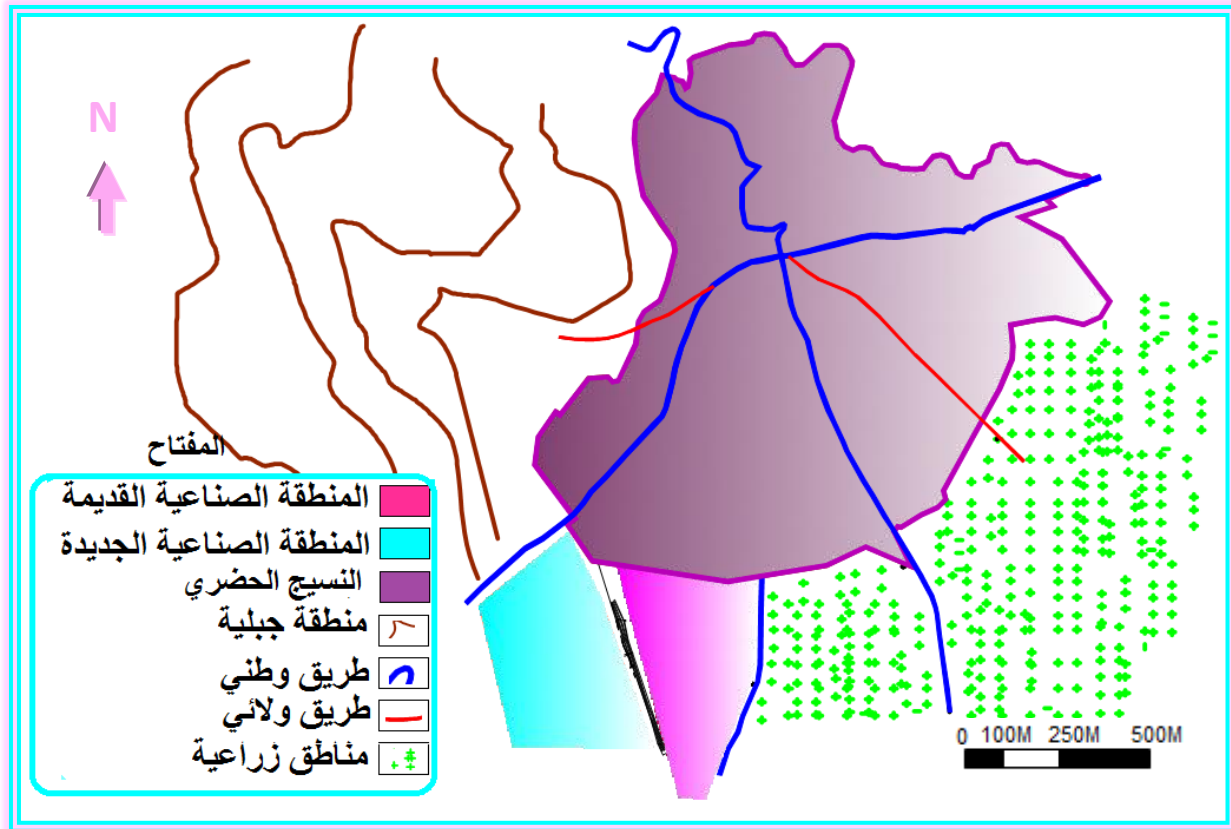 N
المفتاح
المنطقة الصناعية القديمة
المنطقة الصناعية الجديدة
النسيج الحضري
منطقة جبلية
طريق وطني
طريق ولائي
مناطق زراعية
0 100M 250M 500M